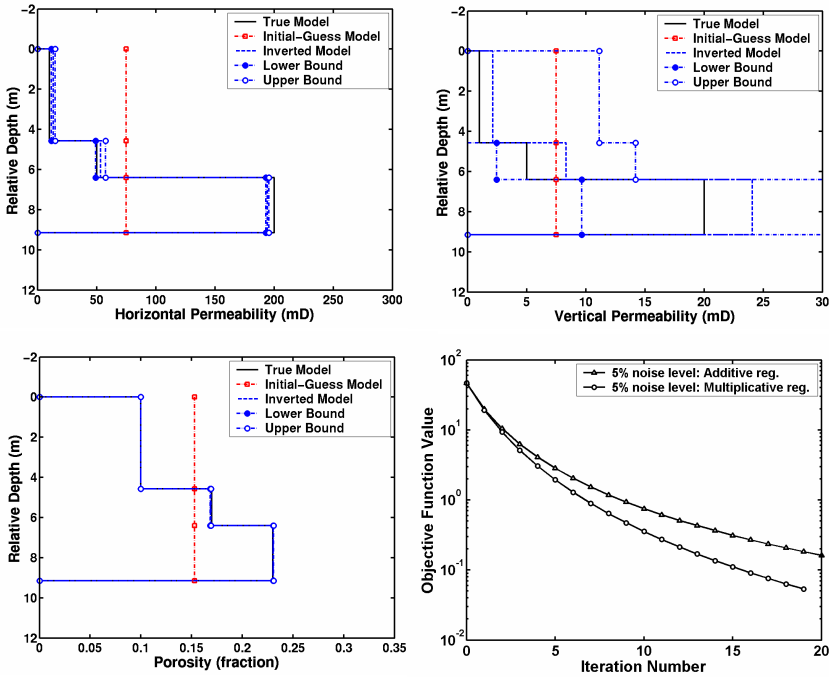 −2
0
2
4
6
8
10
12
0
50
100
150
200
250
300
Relative Depth (m)
Horizontal Permeability (mD)
True Model
Initial−Guess Model
Inverted Model
Lower Bound
Upper Bound
−2
0
2
4
6
8
10
12
0
5
10
15
20
25
30
Relative Depth (m)
Vertical Permeability (mD)
True Model
Initial−Guess Model
Inverted Model
Lower Bound
Upper Bound
−2
0
2
4
6
8
10
12
0
0.05
0.1
0.15
0.2
0.25
0.3
0.35
Relative Depth (m)
Porosity (fraction)
True Model
Initial−Guess Model
Inverted Model
Lower Bound
Upper Bound
10^2
10^1
10^0
10^−1
10^−2
0
5
10
15
20
Objective Function Value
Iteration Number
5% noise level: Additive reg.
5% noise level: Multiplicative reg.